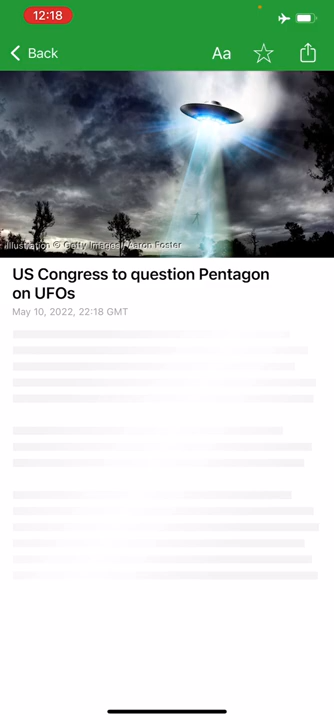 12:18
Back
Aa
Illustration © Getty Images / Aaron Foster
US Congress to question Pentagon
on UFOs
May 10, 2022, 22:18 GMT